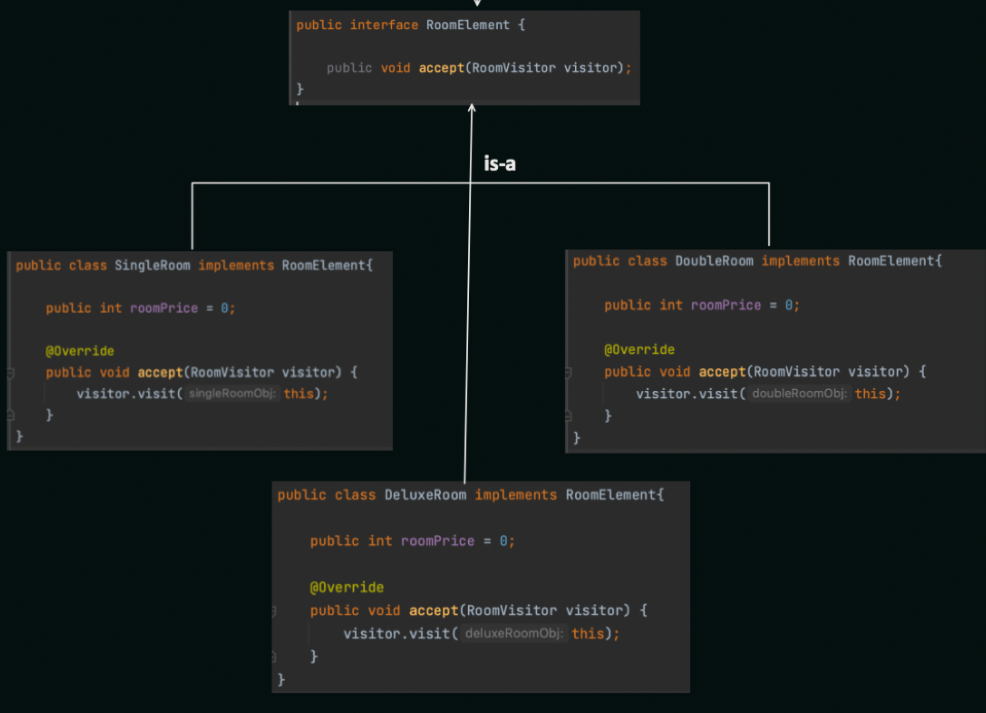 public interface RoomElement {
public void accept(RoomVisitor visitor);
}
is-a
public class SingleRoom implements RoomElement{
public int roomPrice = 0;
@Override
public void accept(RoomVisitor visitor) {
visitor.visit( singleRoomObj: this);
}
}
public class DoubleRoom implements RoomElement{
public int roomPrice = 0;
@Override
public void accept(RoomVisitor visitor) {
visitor.visit( doubleRoomObj: this);
}
}
public class DeluxeRoom implements RoomElement{
public int roomPrice = 0;
@Override
public void accept(RoomVisitor visitor) {
visitor.visit( deluxeRoomObj: this);
}
}